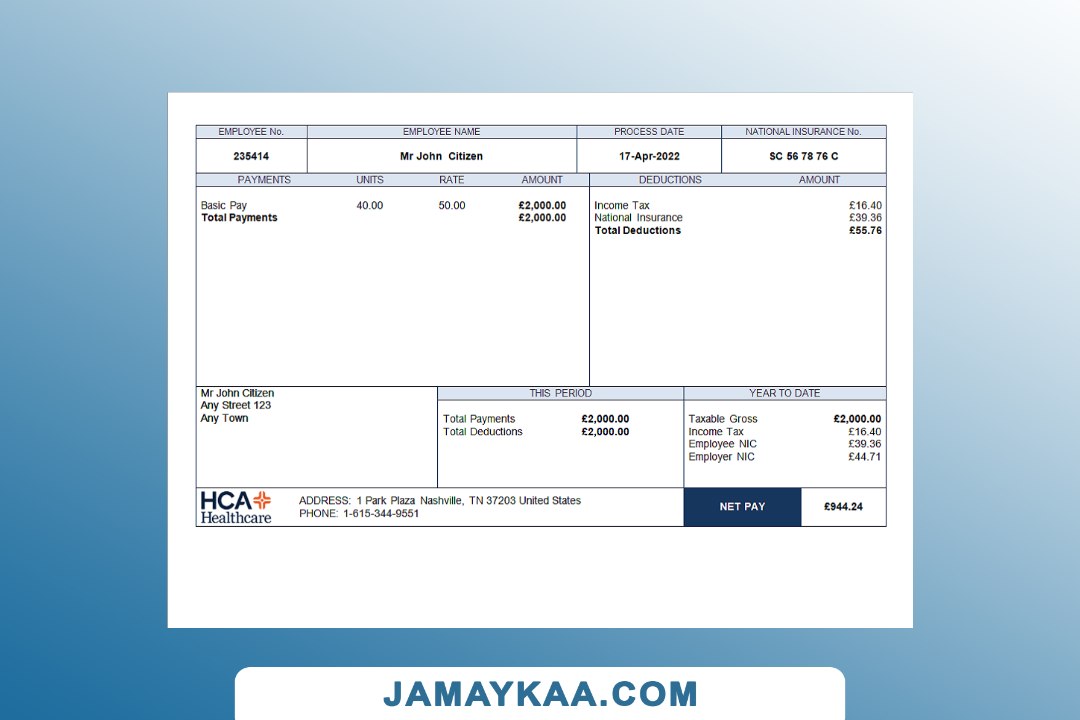 EMPLOYEE No. EMPLOYEE NAME PROCESS DATE NATIONAL INSURANCE No.
235414 Mr John Citizen 17-Apr-2022 SC 56 78 76 C
PAYMENTS UNITS RATE AMOUNT DEDUCTIONS AMOUNT
Basic Pay 40.00 50.00 £2,000.00 Income Tax £16.40
Total Payments £2,000.00 National Insurance £39.36
Total Deductions £55.76
Mr John Citizen THIS PERIOD YEAR TO DATE
Any Street 123
Any Town Total Payments £2,000.00 Taxable Gross £2,000.00
Total Deductions £2,000.00 Income Tax £16.40
Employee NIC £39.36
Employer NIC £44.71
HCA Healthcare
ADDRESS: 1 Park Plaza Nashville, TN 37203 United States
PHONE: 1-615-344-9551
NET PAY £944.24
JAMAYKAA.COM